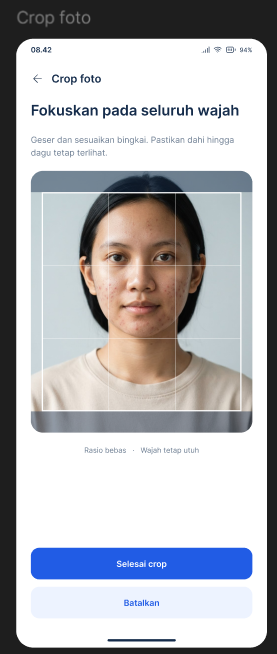 Crop foto
08.42
94%
Crop foto
Fokuskan pada seluruh wajah
Geser dan sesuaikan bingkai. Pastikan dahi hingga
dagu tetap terlihat.
Rasio bebas · Wajah tetap utuh
Selesai crop
Batalkan